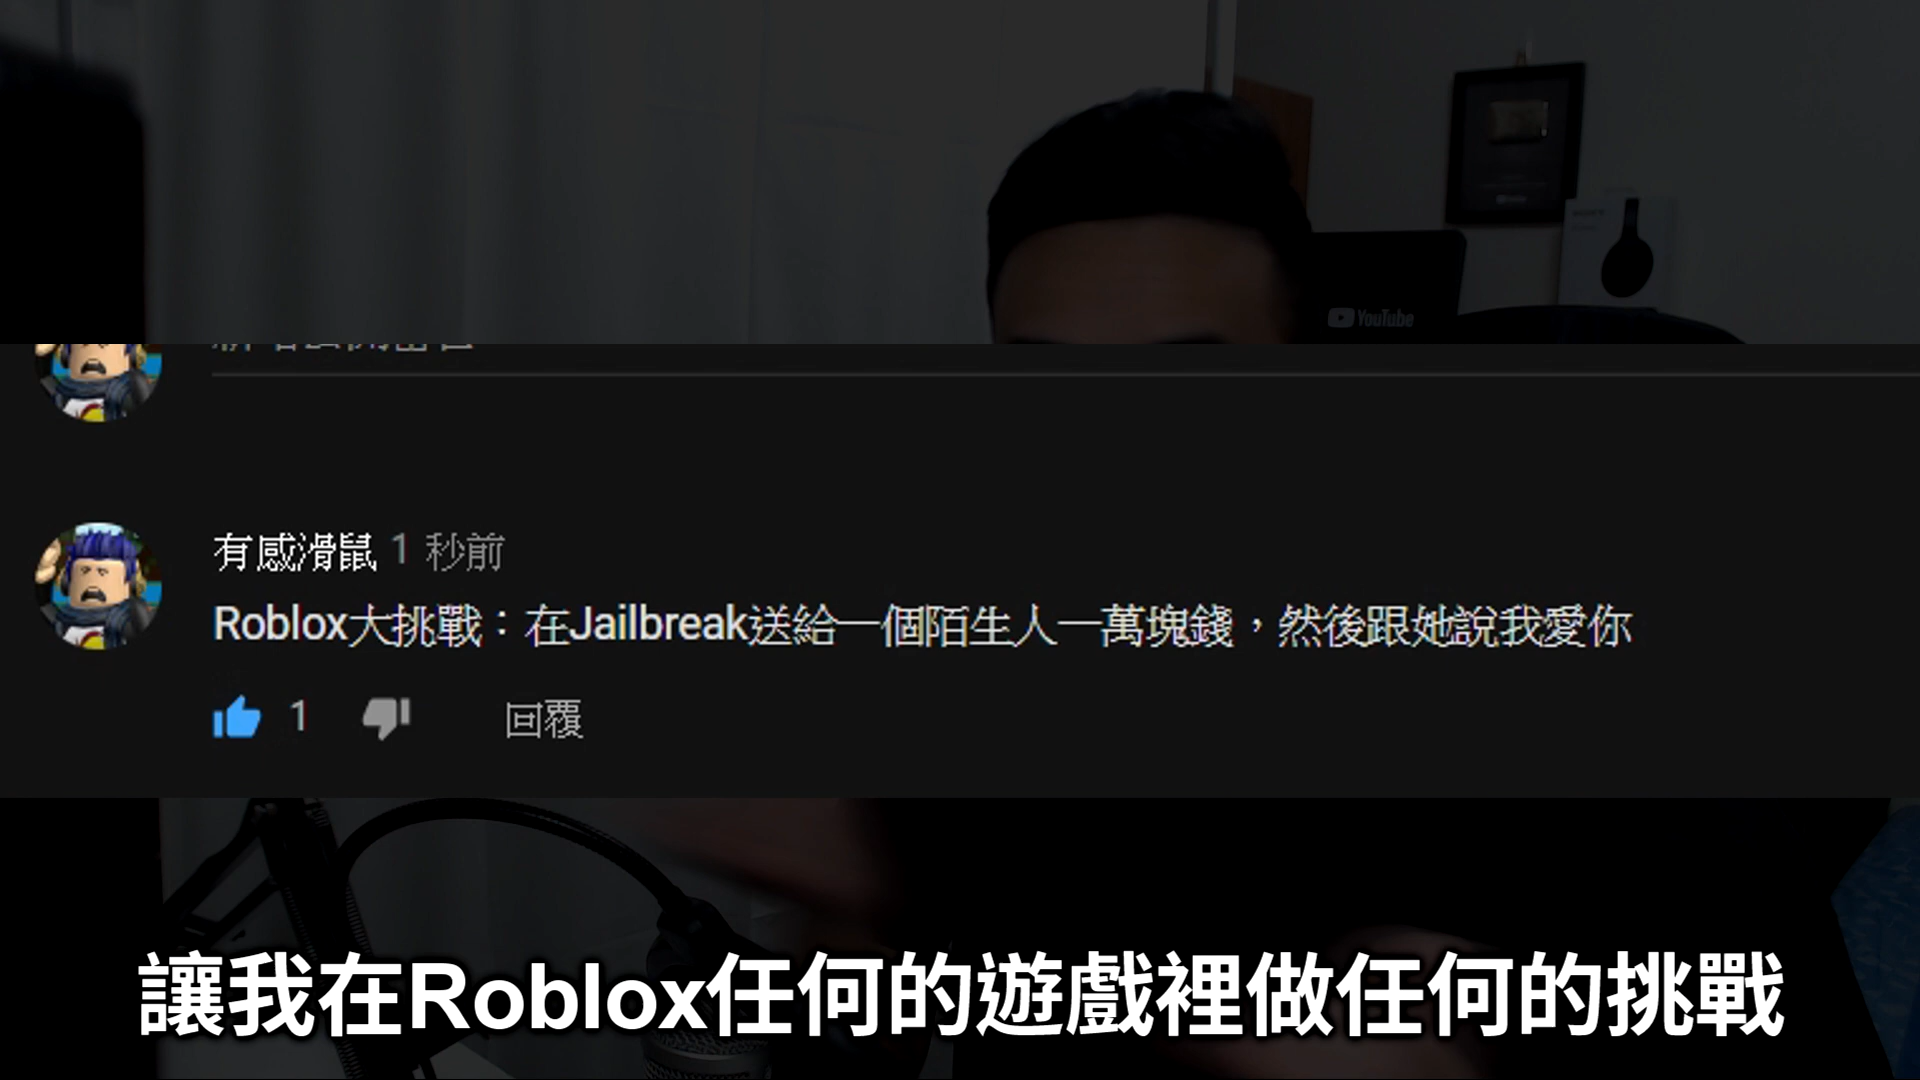 YouTube
有感滑鼠 1 秒前
Roblox大挑戰：在Jailbreak送給一個陌生人一萬塊錢，然後跟她說我愛你
1 回覆
讓我在Roblox任何的遊戲裡做任何的挑戰